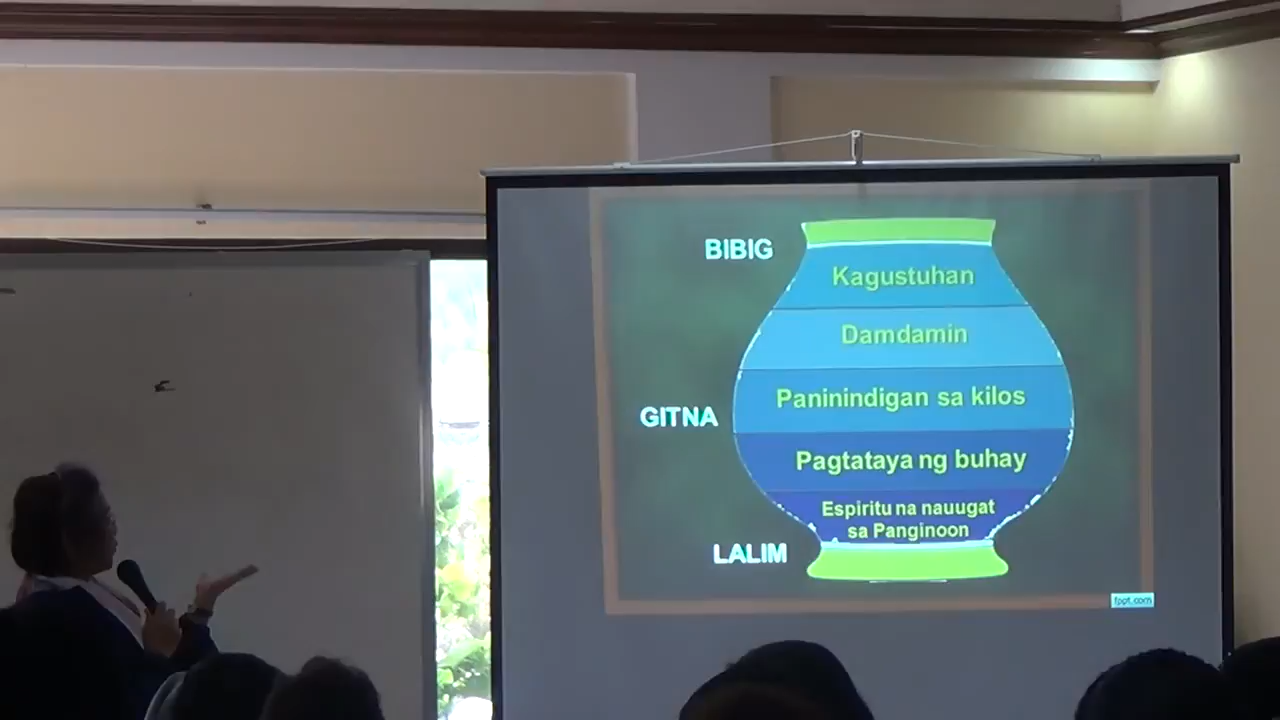 BIBIG
Kagustuhan
Damdamin
Paninindigan sa kilos
GITNA
Pagtataya ng buhay
Espiritu na nauugat
sa Panginoon
LALIM
fppt.com